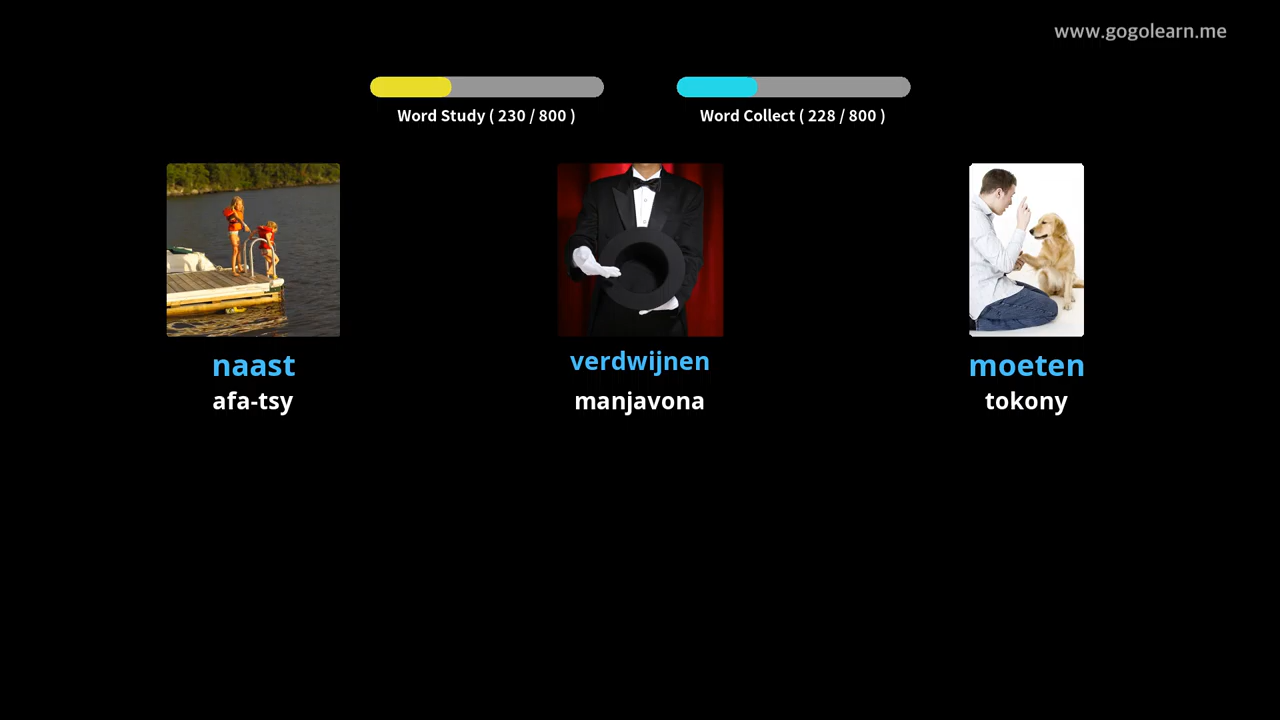 www.gogolearn.me
Word Study ( 230 / 800 )
Word Collect ( 228 / 800 )
naast
verdwijnen
moeten
afa-tsy
manjavona
tokony